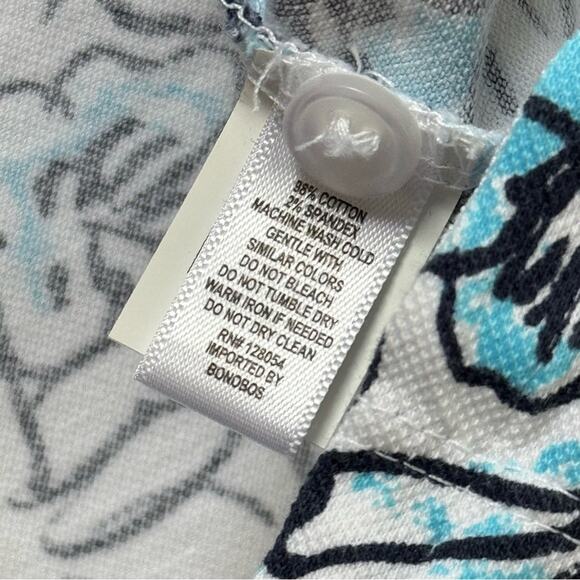 98% COTTON
2% SPANDEX
MACHINE WASH COLD
GENTLE WITH
SIMILAR COLORS
DO NOT BLEACH
DO NOT TUMBLE DRY
WARM IRON IF NEEDED
DO NOT DRY CLEAN
RN# 128054
IMPORTED BY
BONOBOS